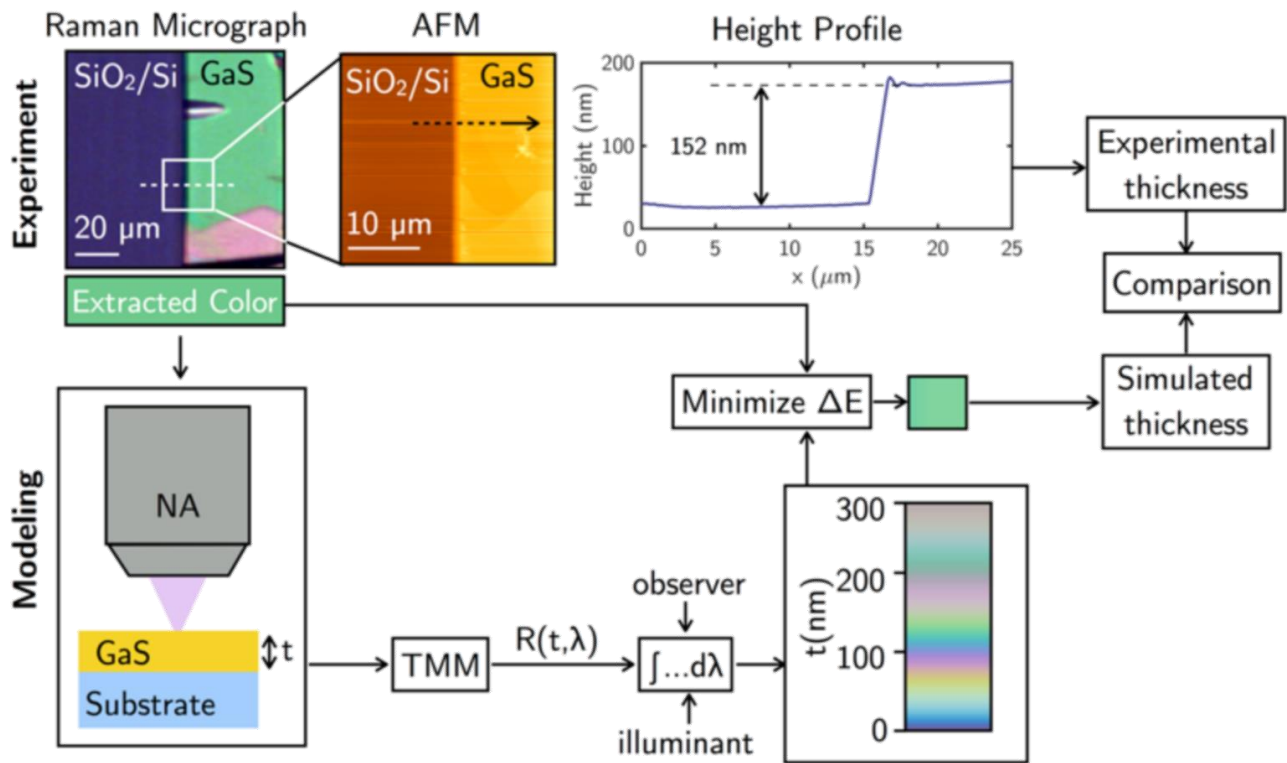 Raman Micrograph
AFM
Height Profile
Experiment
SiO₂/Si
GaS
20 μm
SiO₂/Si
GaS
10 μm
Height (nm)
200
100
0
152 nm
0
5
10
15
20
25
x (μm)
Experimental
thickness
Comparison
Extracted Color
Minimize ΔE
Simulated
thickness
Modeling
NA
GaS
t
Substrate
TMM
R(t,λ)
observer
∫...dλ
illuminant
t(nm)
300
200
100
0